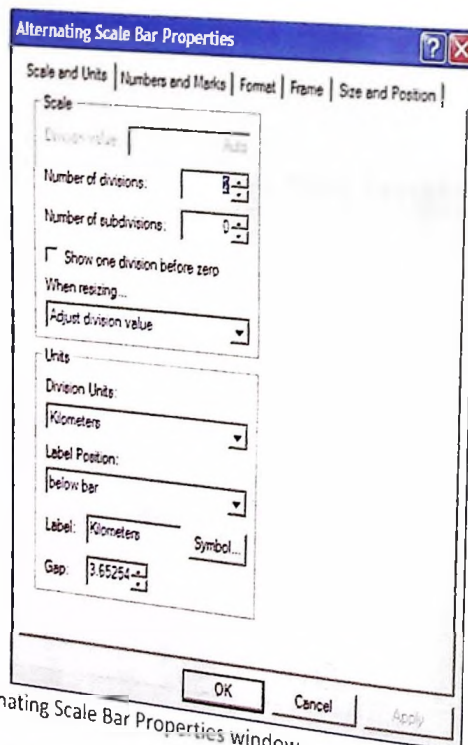 Alternating Scale Bar Properties
Scale and Units Numbers and Marks Format Frame Size and Position
Scale
Division value: Auto
Number of divisions:
Number of subdivisions: 0
Show one division before zero
When resizing...
Adjust division value
Units
Division Units:
Kilometers
Label Position:
below bar
Label: Kilometers Symbol...
Gap: 3.65254
OK Cancel Apply
Scale Bar Properties window